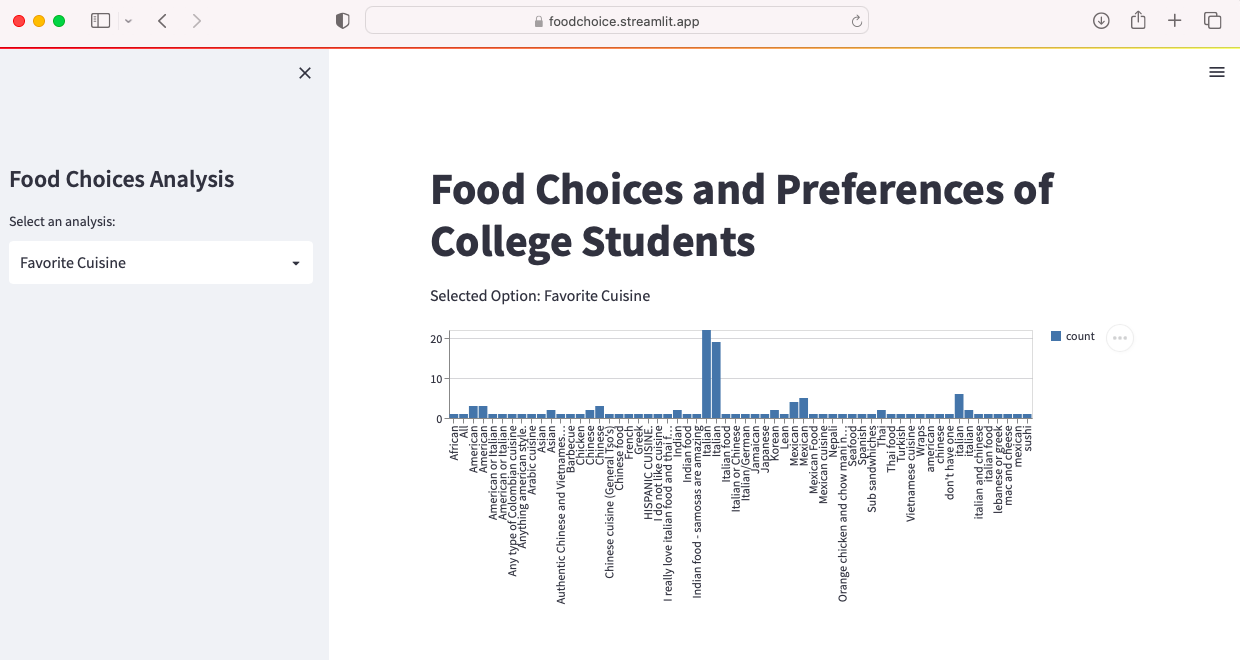 foodchoice.streamlit.app
Food Choices Analysis
Select an analysis:
Favorite Cuisine
Food Choices and Preferences of
College Students
Selected Option: Favorite Cuisine
count
20
10
0
African
All
American
American
American or Italian
American or Italian
Any type of Colombian cuisine
Anything american style.
Arabic cuisine
Asian
Asian
Authentic Chinese and Vietnames…
Barbecue
Chicken
Chinese
Chinese
Chinese cuisine (General Tso's)
Chinese food
French
Greek
HISPANIC CUISINE
I do not like cuisine
I really love italian food and thai f…
Indian
Indian food
Indian food - samosas are amazing
Italian
Italian
Italian food
Italian or Chinese
Italian/German
Jamaican
Japanese
Korean
Lean
Mexican
Mexican
Mexican Food
Mexican cuisine
Nepali
Orange chicken and chow mani n…
Seafood
Spanish
Sub sandwhiches
Thai
Thai food
Turkish
Vietnamese cuisine
Wraps
american
chinese
don't have one
italian
italian
italian and chinese
italian food
lebanese or greek
mac and cheese
mexican
sushi